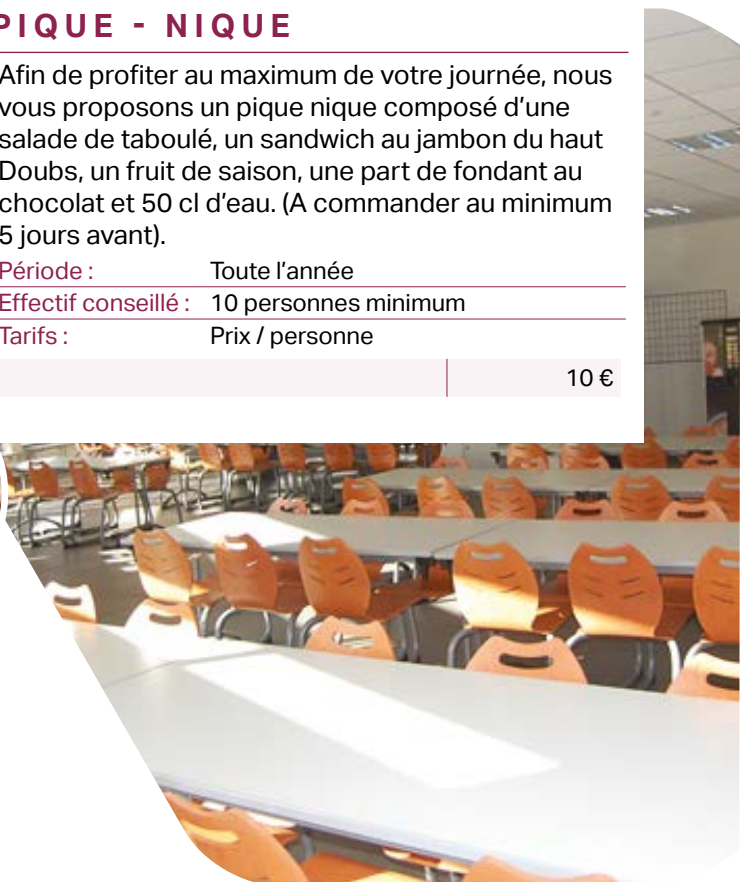 PIQUE - NIQUE
Afin de profiter au maximum de votre journée, nous
vous proposons un pique nique composé d'une
salade de taboulé, un sandwich au jambon du haut
Doubs, un fruit de saison, une part de fondant au
chocolat et 50 cl d'eau. (A commander au minimum
5 jours avant).
Période : Toute l'année
Effectif conseillé : 10 personnes minimum
Tarifs : Prix / personne
10 €